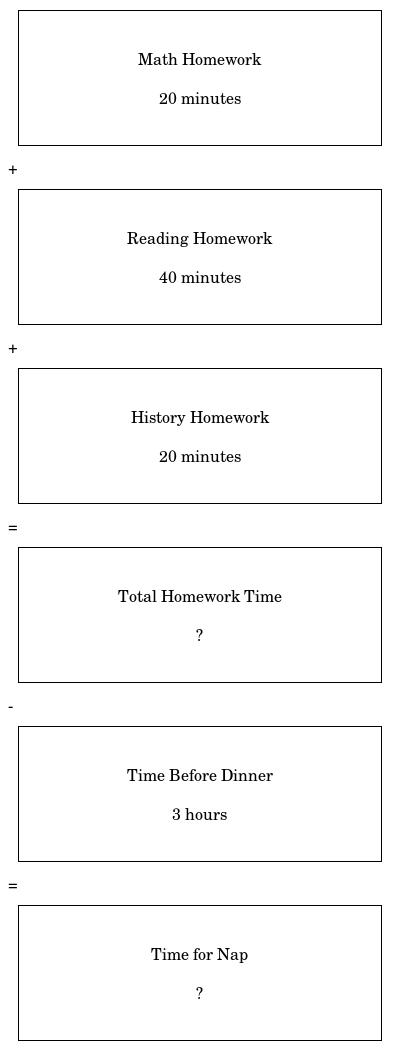 Math Homework
20 minutes
+
Reading Homework
40 minutes
+
History Homework
20 minutes
=
Total Homework Time
?
-
Time Before Dinner
3 hours
=
Time for Nap
?